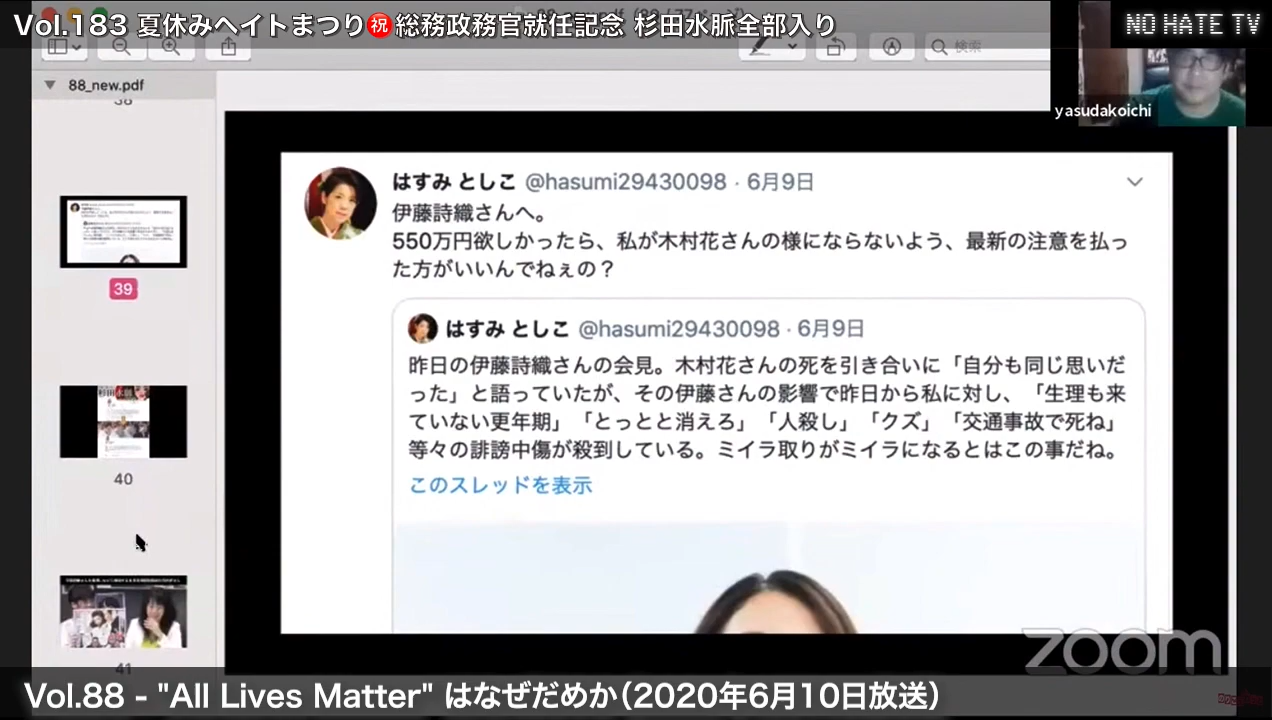 Vol.183 夏休みヘイトまつり㊗総務政務官就任記念 杉田水脈全部入り
NO HATE TV
検索
88_new.pdf
yasudakoichi
はすみ としこ @hasumi29430098 · 6月9日
伊藤詩織さんへ。
550万円欲しかったら、私が木村花さんの様にならないよう、最新の注意を払っ
た方がいいんでねぇの？
はすみ としこ @hasumi29430098 · 6月9日
昨日の伊藤詩織さんの会見。木村花さんの死を引き合いに「自分も同じ思いだ
った」と語っていたが、その伊藤さんの影響で昨日から私に対し、「生理も来
ていない更年期」「とっとと消えろ」「人殺し」「クズ」「交通事故で死ね」
等々の誹謗中傷が殺到している。ミイラ取りがミイラになるとはこの事だね。
このスレッドを表示
38
39
40
41
zoom
Vol.88 - "All Lives Matter" はなぜだめか（2020年6月10日放送）